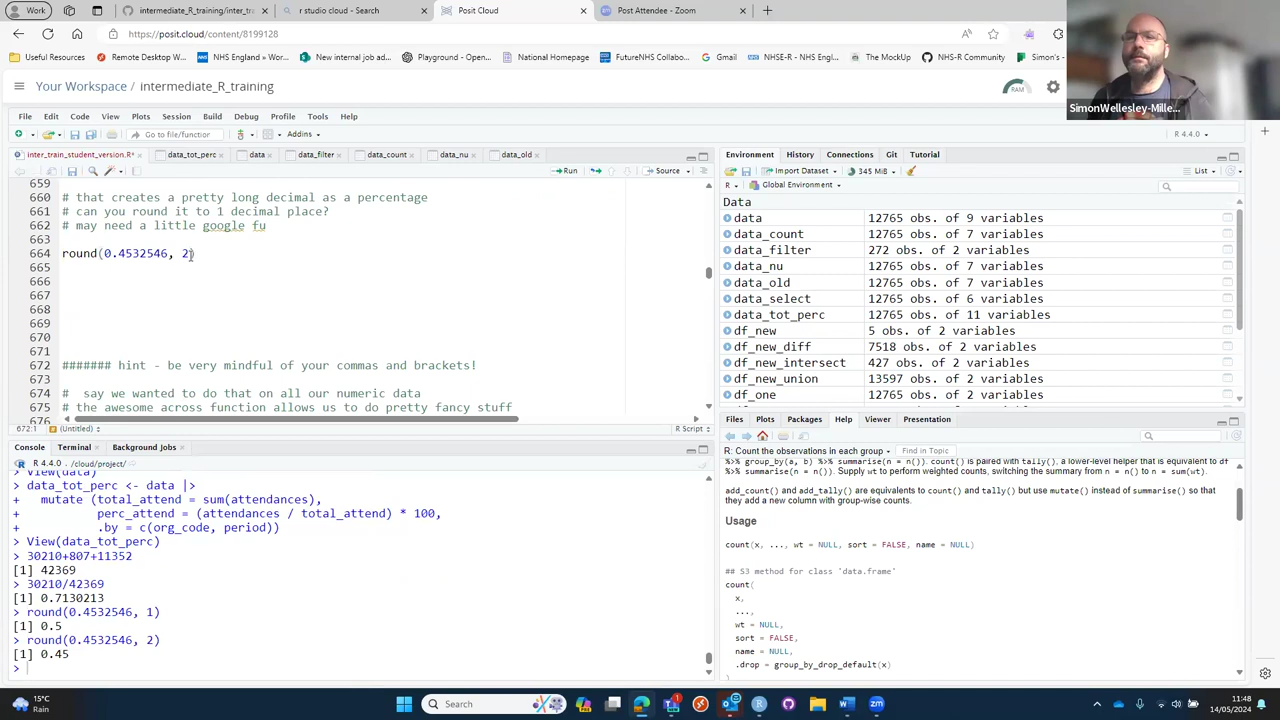 intermediate_R_training/inter_tra
r studio cloud - Search
Posit Cloud
Post Attendee - Zoom
https://posit.cloud/content/8199128
Useful Resources
NHS England » Wor...
New internal job ad...
Playground - Open...
National Homepage
FutureNHS Collabo...
Gmail
NHSE-R // NHS Engl...
The MockUp
NHS-R Community
Simon's
SimonWellesley-Mille...
Your Workspace / intermediate_R_training
RAM
File Edit Code View Plots Session Build Debug Profile Tools Help
Go to file/function
Addins
R 4.4.0
inter_train_student_version.R*
data_tot_perc
data
data_filter
data_count
data_nu
data_old
Run
Source
659
660 # that creates a pretty long decimal as a percentage
661 # can you round it to 1 decimal place?
662 # may need a little google fu
663
664 round(0.4532546, 2)
665
666
667
668
669
670
671
672 ####### hint - be very mindful of your commas and brackets!
673
674 #  say we wanted to do that on all our numeric data
675 # the awesome across function allows us to do pretty fancy stuff
676
672:1 (Untitled)
R Script
Console Terminal Background Jobs
R 4.4.0 · /cloud/project/
> View(data)
> data_tot_perc <- data |>
+   mutate (total_attend = sum(attendances),
+           perc_attend = (attendances / total_attend) * 100,
+           .by = c(org_code, period))
> View(data_tot_perc)
> 30210+807+11352
[1] 42369
> 30210/42369
[1] 0.7130213
> round(0.4532546, 1)
[1] 0.5
> round(0.4532546, 2)
[1] 0.45
>
Environment History Connections Git Tutorial
Import Dataset
345 MiB
List
R
Global Environment
Data
data 12765 obs. of 9 variables
data_count 12765 obs. of 7 variables
data_filter 272 obs. of 7 variables
data_nu 12765 obs. of 7 variables
data_old 12765 obs. of 7 variables
data_select 12765 obs. of 6 variables
data_tot_perc 12765 obs. of 11 variables
df_new 5 obs. of 2 variables
df_new_diff 7518 obs. of 2 variables
df_new_intersect 427 obs. of 2 variables
df_new_union 13597 obs. of 2 variables
df_one
Files Plots Packages Help Viewer Presentation
R: Count the observations in each group
Find in Topic
%>% group_by(a, b) %>% summarise(n = n()). count() is paired with tally(), a lower-level helper that is equivalent to df
%>% summarise(n = n()). Supply wt to perform weighted counts, switching the summary from n = n() to n = sum(wt).
add_count() and add_tally() are equivalents to count() and tally() but use mutate() instead of summarise() so that
they add a new column with group-wise counts.
Usage
count(x, ..., wt = NULL, sort = FALSE, name = NULL)
## S3 method for class 'data.frame'
count(
x,
...,
wt = NULL,
sort = FALSE,
name = NULL,
.drop = group_by_drop_default(x)
)
15°C
Rain
Search
11:48
14/05/2024